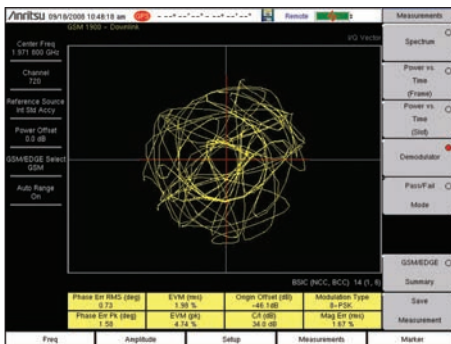 Anritsu 09/18/2008 10:48:18 am GPS Remote
GSM 1900 - Downlink
I/Q Vector
Center Freq
1.971 800 GHz
Channel
720
Reference Source
Int Std Accy
Power Offset
0.0 dB
GSM/EDGE Select
GSM
Auto Range
On
Measurements
Spectrum
Power vs.
Time
(Frame)
Power vs.
Time
(Slot)
Demodulator
Pass/Fail
Mode
GSM/EDGE
Summary
Save
Measurement
BSIC (NCC, BCC) 14 (1, 6)
Phase Err RMS (deg) EVM (rms) Origin Offset (dB) Modulation Type
0.73 1.98 % -46.1dB 8-PSK
Phase Err Pk (deg) EVM (pk) C/I (dB) Mag Err (rms)
1.58 4.74 % 34.0 dB 1.97 %
Freq Amplitude Setup Measurements Marker